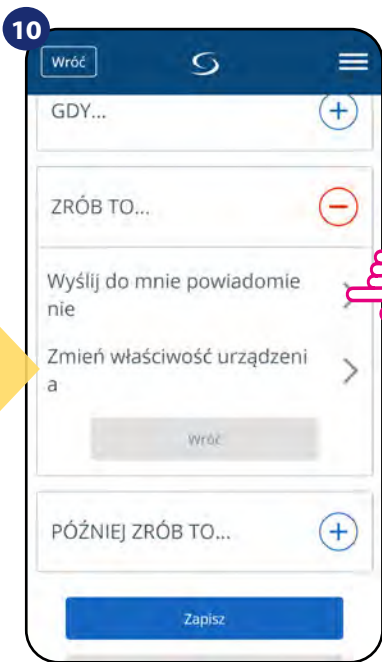 10
Wróć
GDY...
ZRÓB TO...
Wyślij do mnie powiadomie
nie
Zmień właściwość urządzeni
a
Wróć
PÓŹNIEJ ZRÓB TO...
Zapisz